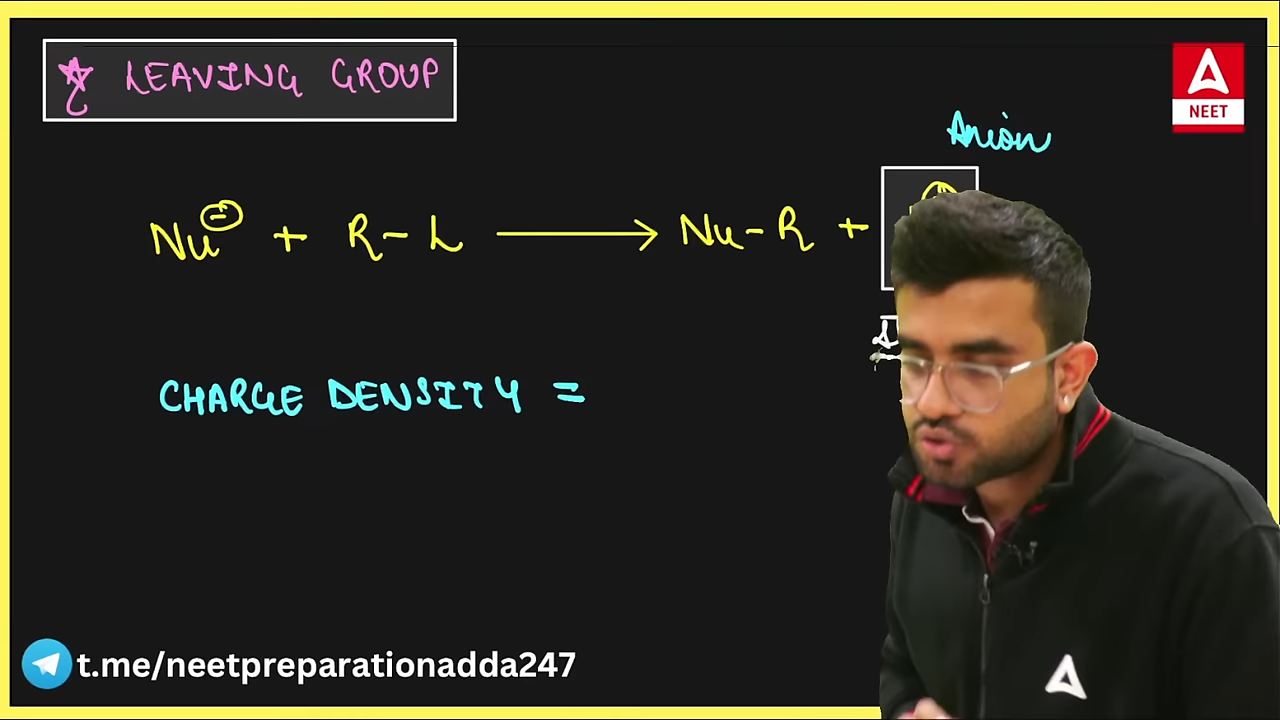 ☆ LEAVING GROUP
NEET
Anion
Nu⊖ + R-L ⟶ Nu-R +
CHARGE DENSITY =
t.me/neetpreparationadda247